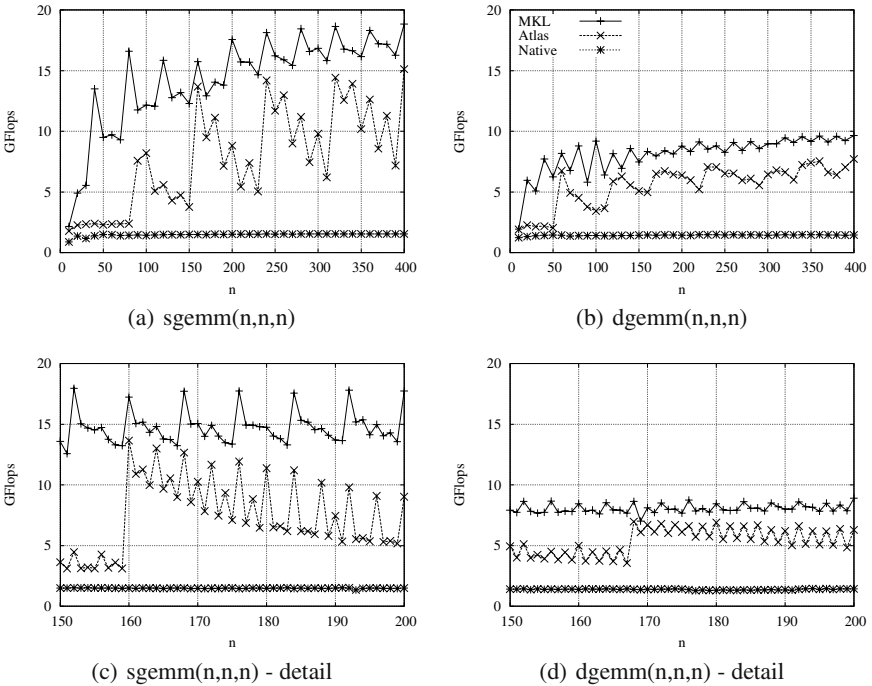 20
15
10
5
0
GFlops
0 50 100 150 200 250 300 350 400
n
(a) sgemm(n,n,n)
MKL
Atlas
Native
20
15
10
5
0
GFlops
0 50 100 150 200 250 300 350 400
n
(b) dgemm(n,n,n)
20
15
10
5
0
GFlops
150 160 170 180 190 200
n
(c) sgemm(n,n,n) - detail
20
15
10
5
0
GFlops
150 160 170 180 190 200
n
(d) dgemm(n,n,n) - detail